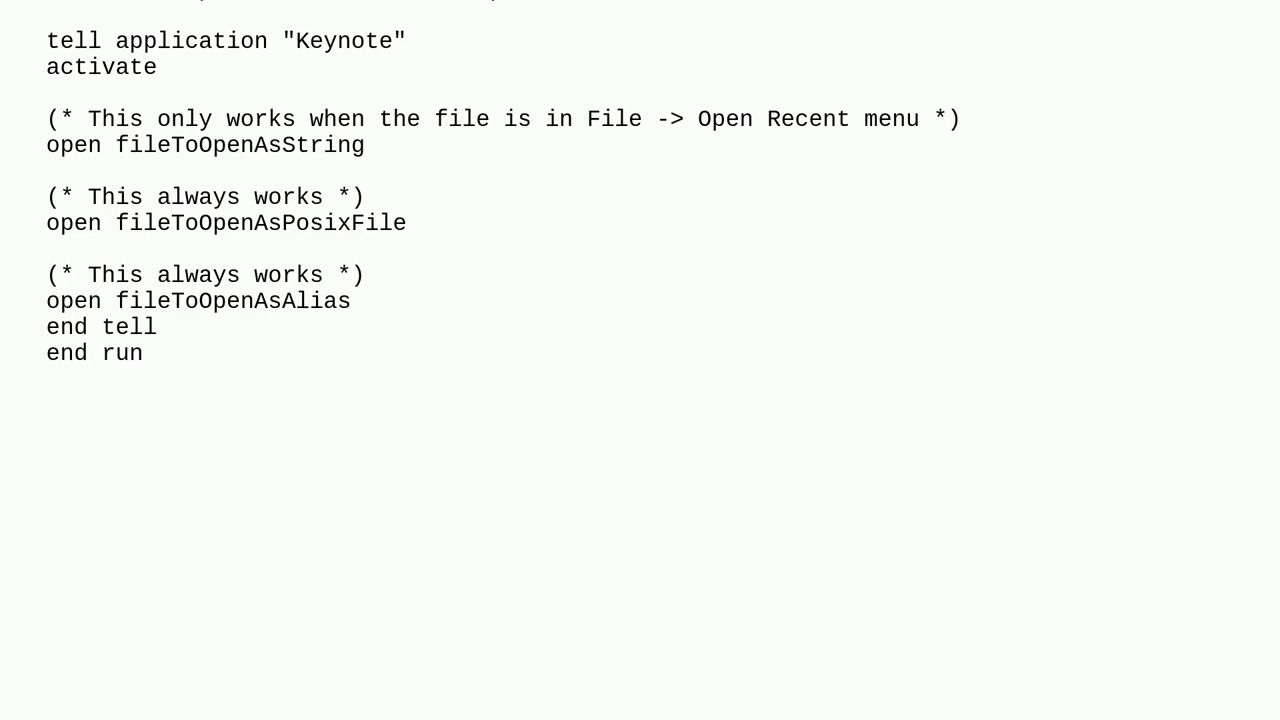 tell application "Keynote"
activate
(* This only works when the file is in File -> Open Recent menu *)
open fileToOpenAsString
(* This always works *)
open fileToOpenAsPosixFile
(* This always works *)
open fileToOpenAsAlias
end tell
end run